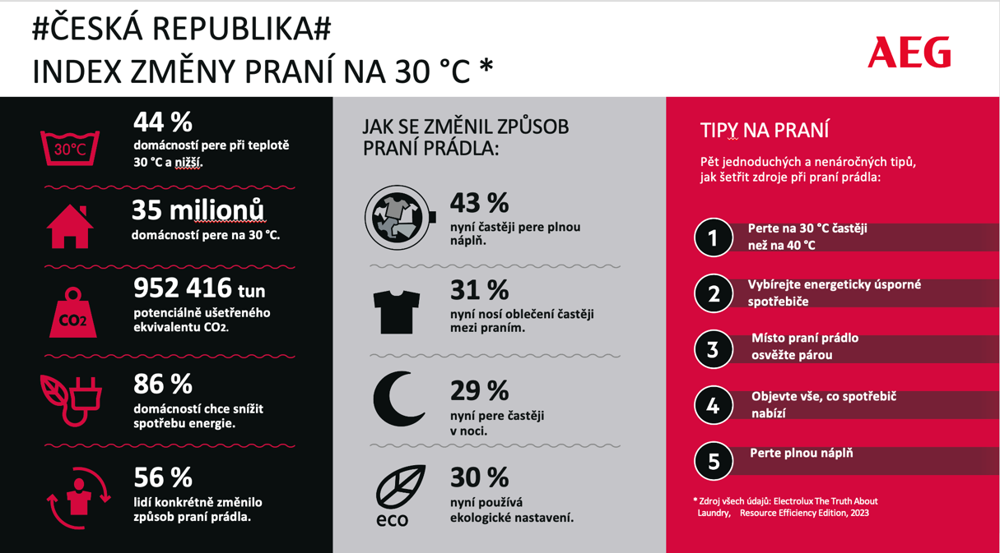 #ČESKÁ REPUBLIKA#
INDEX ZMĚNY PRANÍ NA 30 °C *
AEG
30°C
44 %
domácností pere při teplotě
30 °C a nižší.
35 milionů
domácností pere na 30 °C.
CO2
952 416 tun
potenciálně ušetřeného
ekvivalentu CO2.
86 %
domácností chce snížit
spotřebu energie.
56 %
lidí konkrétně změnilo
způsob praní prádla.
JAK SE ZMĚNIL ZPŮSOB
PRANÍ PRÁDLA:
43 %
nyní častěji pere plnou
náplň.
31 %
nyní nosí oblečení častěji
mezi praním.
29 %
nyní pere častěji
v noci.
eco
30 %
nyní používá
ekologické nastavení.
TIPY NA PRANÍ
Pět jednoduchých a nenáročných tipů,
jak šetřit zdroje při praní prádla:
1
Perte na 30 °C častěji
než na 40 °C
2
Vybírejte energeticky úsporné
spotřebiče
3
Místo praní prádlo
osvěžte párou
4
Objevte vše, co spotřebič
nabízí
5
Perte plnou náplň
* Zdroj všech údajů: Electrolux The Truth About
Laundry, Resource Efficiency Edition, 2023